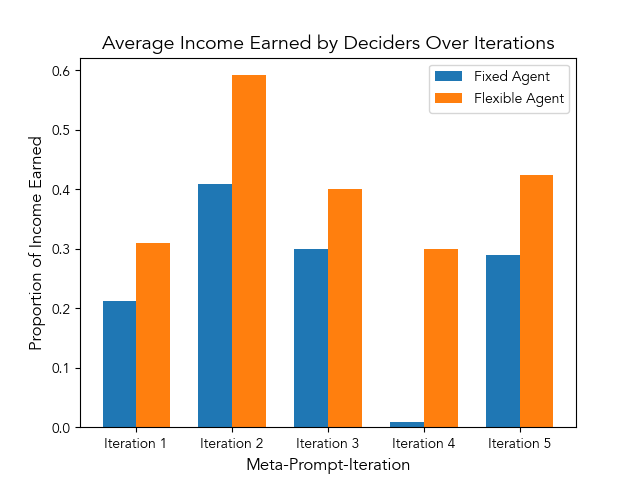 Average Income Earned by Deciders Over Iterations
Fixed Agent
Flexible Agent
Proportion of Income Earned
0.6
0.5
0.4
0.3
0.2
0.1
0.0
Iteration 1
Iteration 2
Iteration 3
Iteration 4
Iteration 5
Meta-Prompt-Iteration